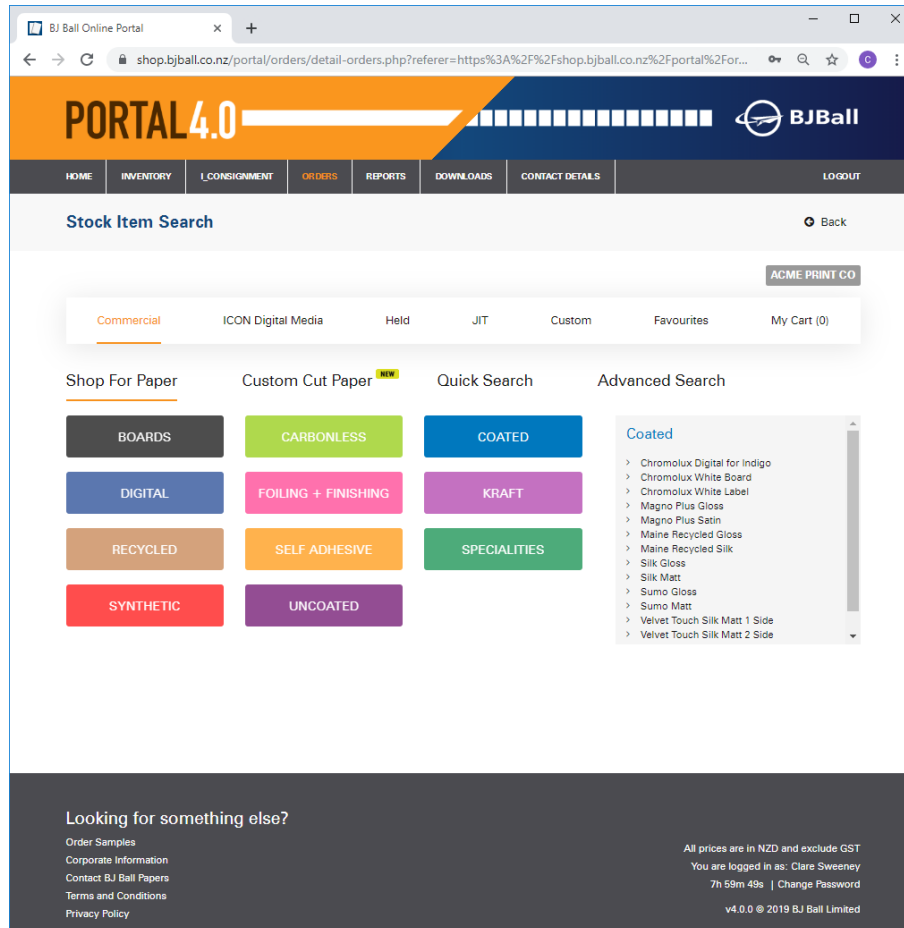 BJ Ball Online Portal
shop.bjball.co.nz/portal/orders/detail-orders.php?referer=https%3A%2F%2Fshop.bjball.co.nz%2Fportal%2For...
C
PORTAL4.0
BJBall
HOME INVENTORY I_CONSIGNMENT ORDERS REPORTS DOWNLOADS CONTACT DETAILS LOGOUT
Stock Item Search
Back
ACME PRINT CO
Commercial ICON Digital Media Held JIT Custom Favourites My Cart (0)
Shop For Paper Custom Cut Paper NEW Quick Search Advanced Search
BOARDS CARBONLESS COATED
DIGITAL FOILING + FINISHING KRAFT
RECYCLED SELF ADHESIVE SPECIALITIES
SYNTHETIC UNCOATED
Coated
Chromolux Digital for Indigo
Chromolux White Board
Chromolux White Label
Magno Plus Gloss
Magno Plus Satin
Maine Recycled Gloss
Maine Recycled Silk
Silk Gloss
Silk Matt
Sumo Gloss
Sumo Matt
Velvet Touch Silk Matt 1 Side
Velvet Touch Silk Matt 2 Side
Looking for something else?
Order Samples
Corporate Information
Contact BJ Ball Papers
Terms and Conditions
Privacy Policy
All prices are in NZD and exclude GST
You are logged in as: Clare Sweeney
7h 59m 49s | Change Password
v4.0.0 © 2019 BJ Ball Limited